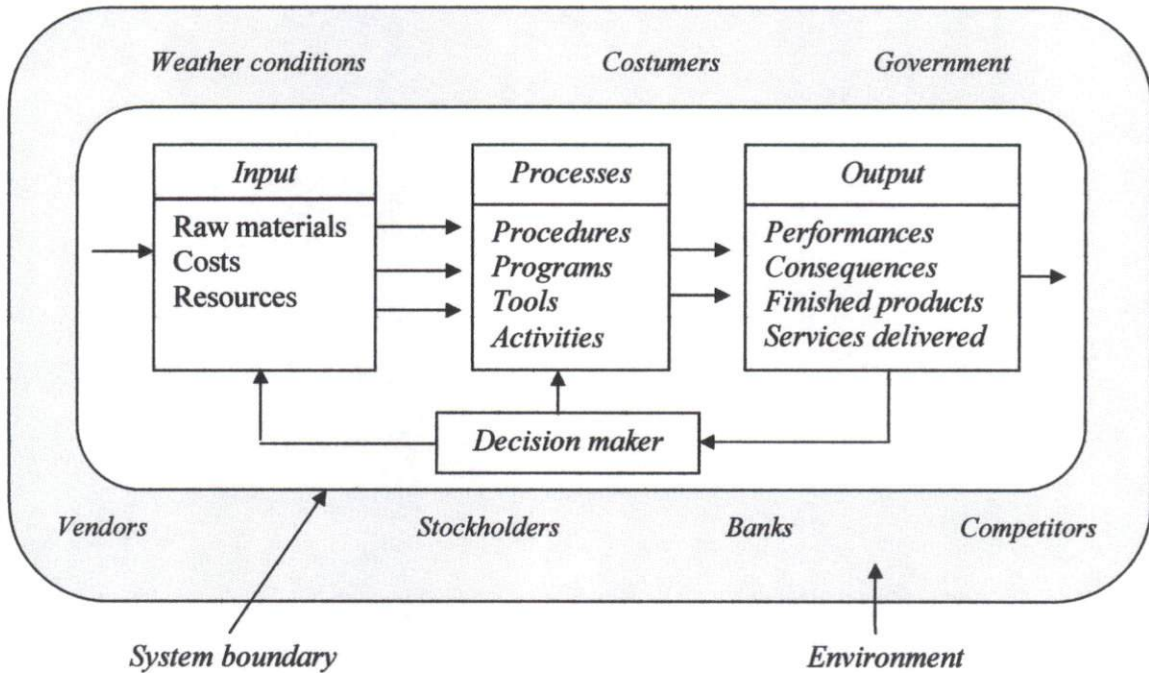 Weather conditions
Costumers
Government
Input
Raw materials
Costs
Resources
Processes
Procedures
Programs
Tools
Activities
Output
Performances
Consequences
Finished products
Services delivered
Decision maker
Vendors
Stockholders
Banks
Competitors
System boundary
Environment